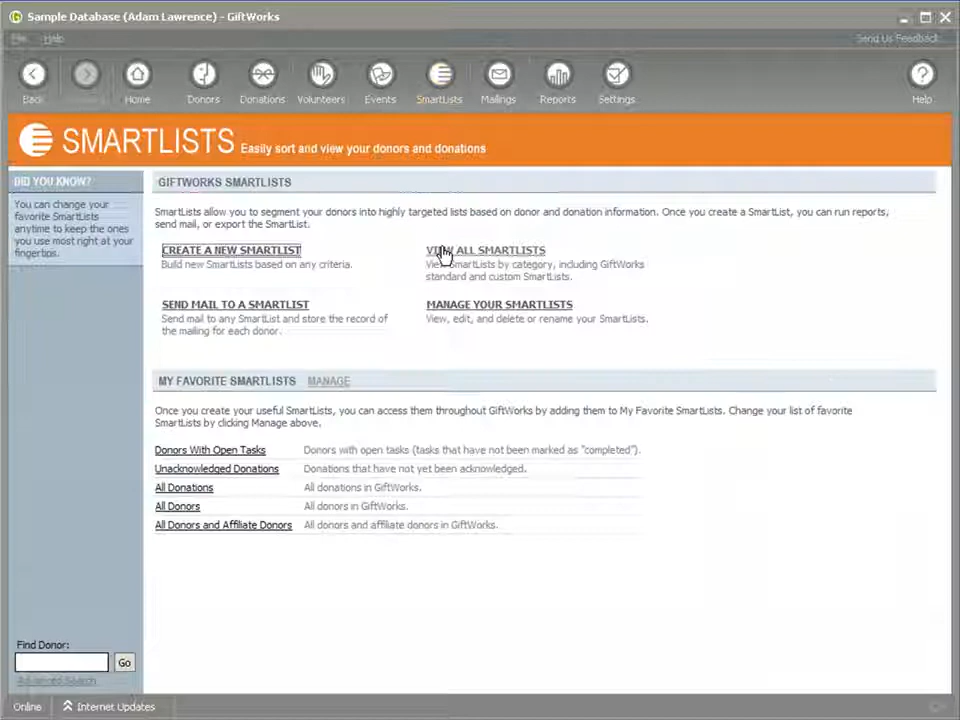 Sample Database (Adam Lawrence) - GiftWorks
File Help Send Us Feedback
Back Home Donors Donations Volunteers Events SmartLists Mailings Reports Settings Help
SMARTLISTS Easily sort and view your donors and donations
DID YOU KNOW?
You can change your
favorite SmartLists
anytime to keep the ones
you use most right at your
fingertips.
GIFTWORKS SMARTLISTS
SmartLists allow you to segment your donors into highly targeted lists based on donor and donation information. Once you create a SmartList, you can run reports,
send mail, or export the SmartList.
CREATE A NEW SMARTLIST
Build new SmartLists based on any criteria.
VIEW ALL SMARTLISTS
View SmartLists by category, including GiftWorks
standard and custom SmartLists.
SEND MAIL TO A SMARTLIST
Send mail to any SmartList and store the record of
the mailing for each donor.
MANAGE YOUR SMARTLISTS
View, edit, and delete or rename your SmartLists.
MY FAVORITE SMARTLISTS MANAGE
Once you create your useful SmartLists, you can access them throughout GiftWorks by adding them to My Favorite SmartLists. Change your list of favorite
SmartLists by clicking Manage above.
Donors With Open Tasks Donors with open tasks (tasks that have not been marked as "completed").
Unacknowledged Donations Donations that have not yet been acknowledged.
All Donations All donations in GiftWorks.
All Donors All donors in GiftWorks.
All Donors and Affiliate Donors All donors and affiliate donors in GiftWorks.
Find Donor:
Go
Advanced Search
Online Internet Updates